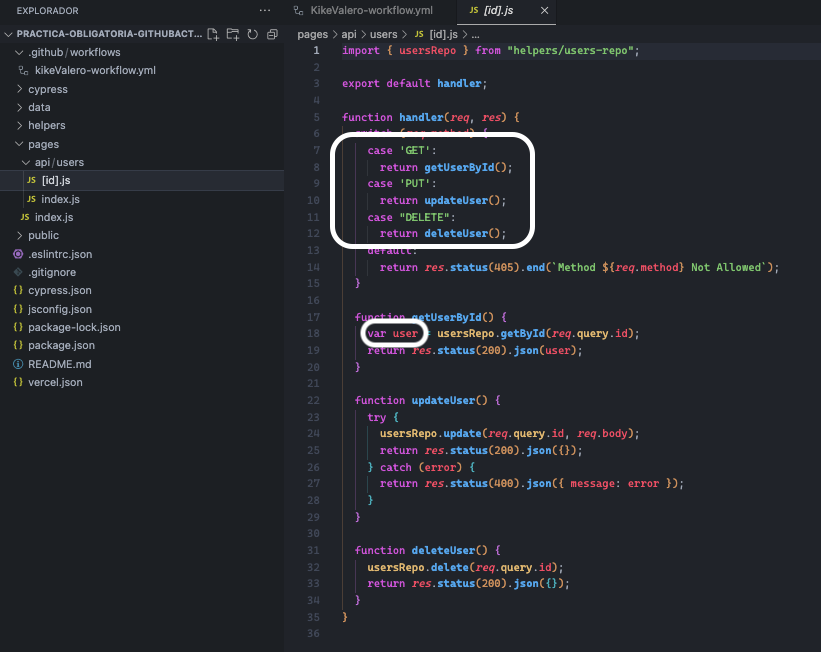 EXPLORADOR ···
PRACTICA-OBLIGATORIA-GITHUBACT...
.github/workflows
kikeValero-workflow.yml
cypress
data
helpers
pages
api/users
JS [id].js
JS index.js
JS index.js
public
.eslintrc.json
.gitignore
{} cypress.json
{} jsconfig.json
{} package-lock.json
{} package.json
README.md
{} vercel.json
KikeValero-workflow.yml
JS [id].js ×
pages > api > users > JS [id].js > ...
1 import { usersRepo } from "helpers/users-repo";
2
3 export default handler;
4
5 function handler(req, res) {
6 switch (req.method) {
7 case 'GET':
8 return getUserById();
9 case 'PUT':
10 return updateUser();
11 case "DELETE":
12 return deleteUser();
13 default:
14 return res.status(405).end(`Method ${req.method} Not Allowed`);
15 }
16
17 function getUserById() {
18 var user = usersRepo.getById(req.query.id);
19 return res.status(200).json(user);
20 }
21
22 function updateUser() {
23 try {
24 usersRepo.update(req.query.id, req.body);
25 return res.status(200).json({});
26 } catch (error) {
27 return res.status(400).json({ message: error });
28 }
29 }
30
31 function deleteUser() {
32 usersRepo.delete(req.query.id);
33 return res.status(200).json({});
34 }
35 }
36